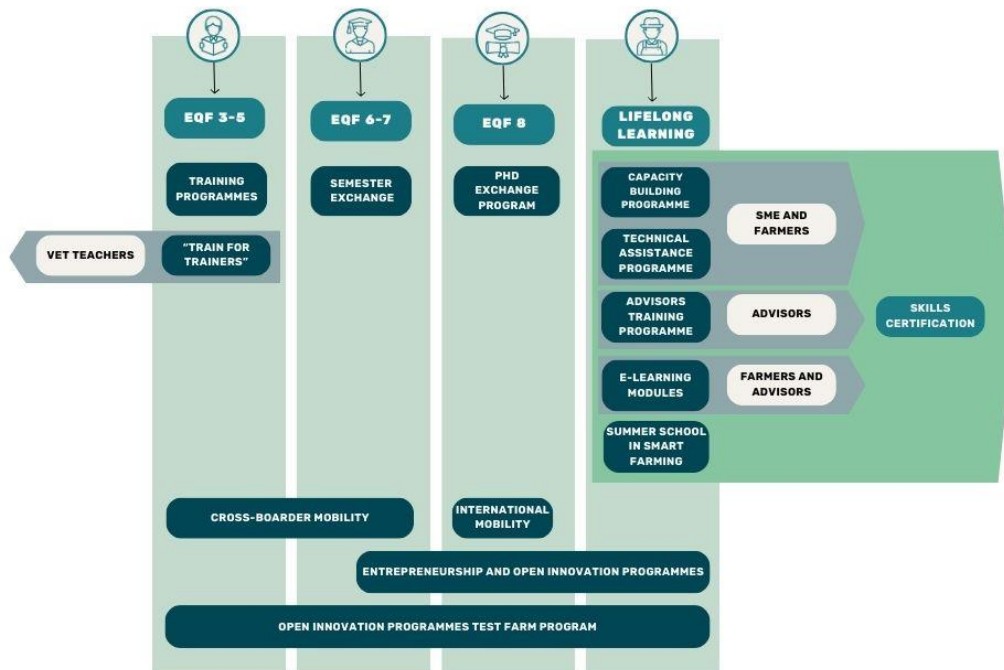 EQF 3-5
EQF 6-7
EQF 8
LIFELONG
LEARNING
TRAINING
PROGRAMMES
SEMESTER
EXCHANGE
PHD
EXCHANGE
PROGRAM
CAPACITY
BUILDING
PROGRAMME
SME AND
FARMERS
VET TEACHERS
"TRAIN FOR
TRAINERS"
TECHNICAL
ASSISTANCE
PROGRAMME
ADVISORS
TRAINING
PROGRAMME
ADVISORS
SKILLS
CERTIFICATION
E-LEARNING
MODULES
FARMERS AND
ADVISORS
SUMMER SCHOOL
IN SMART
FARMING
CROSS-BOARDER MOBILITY
INTERNATIONAL
MOBILITY
ENTREPRENEURSHIP AND OPEN INNOVATION PROGRAMMES
OPEN INNOVATION PROGRAMMES TEST FARM PROGRAM